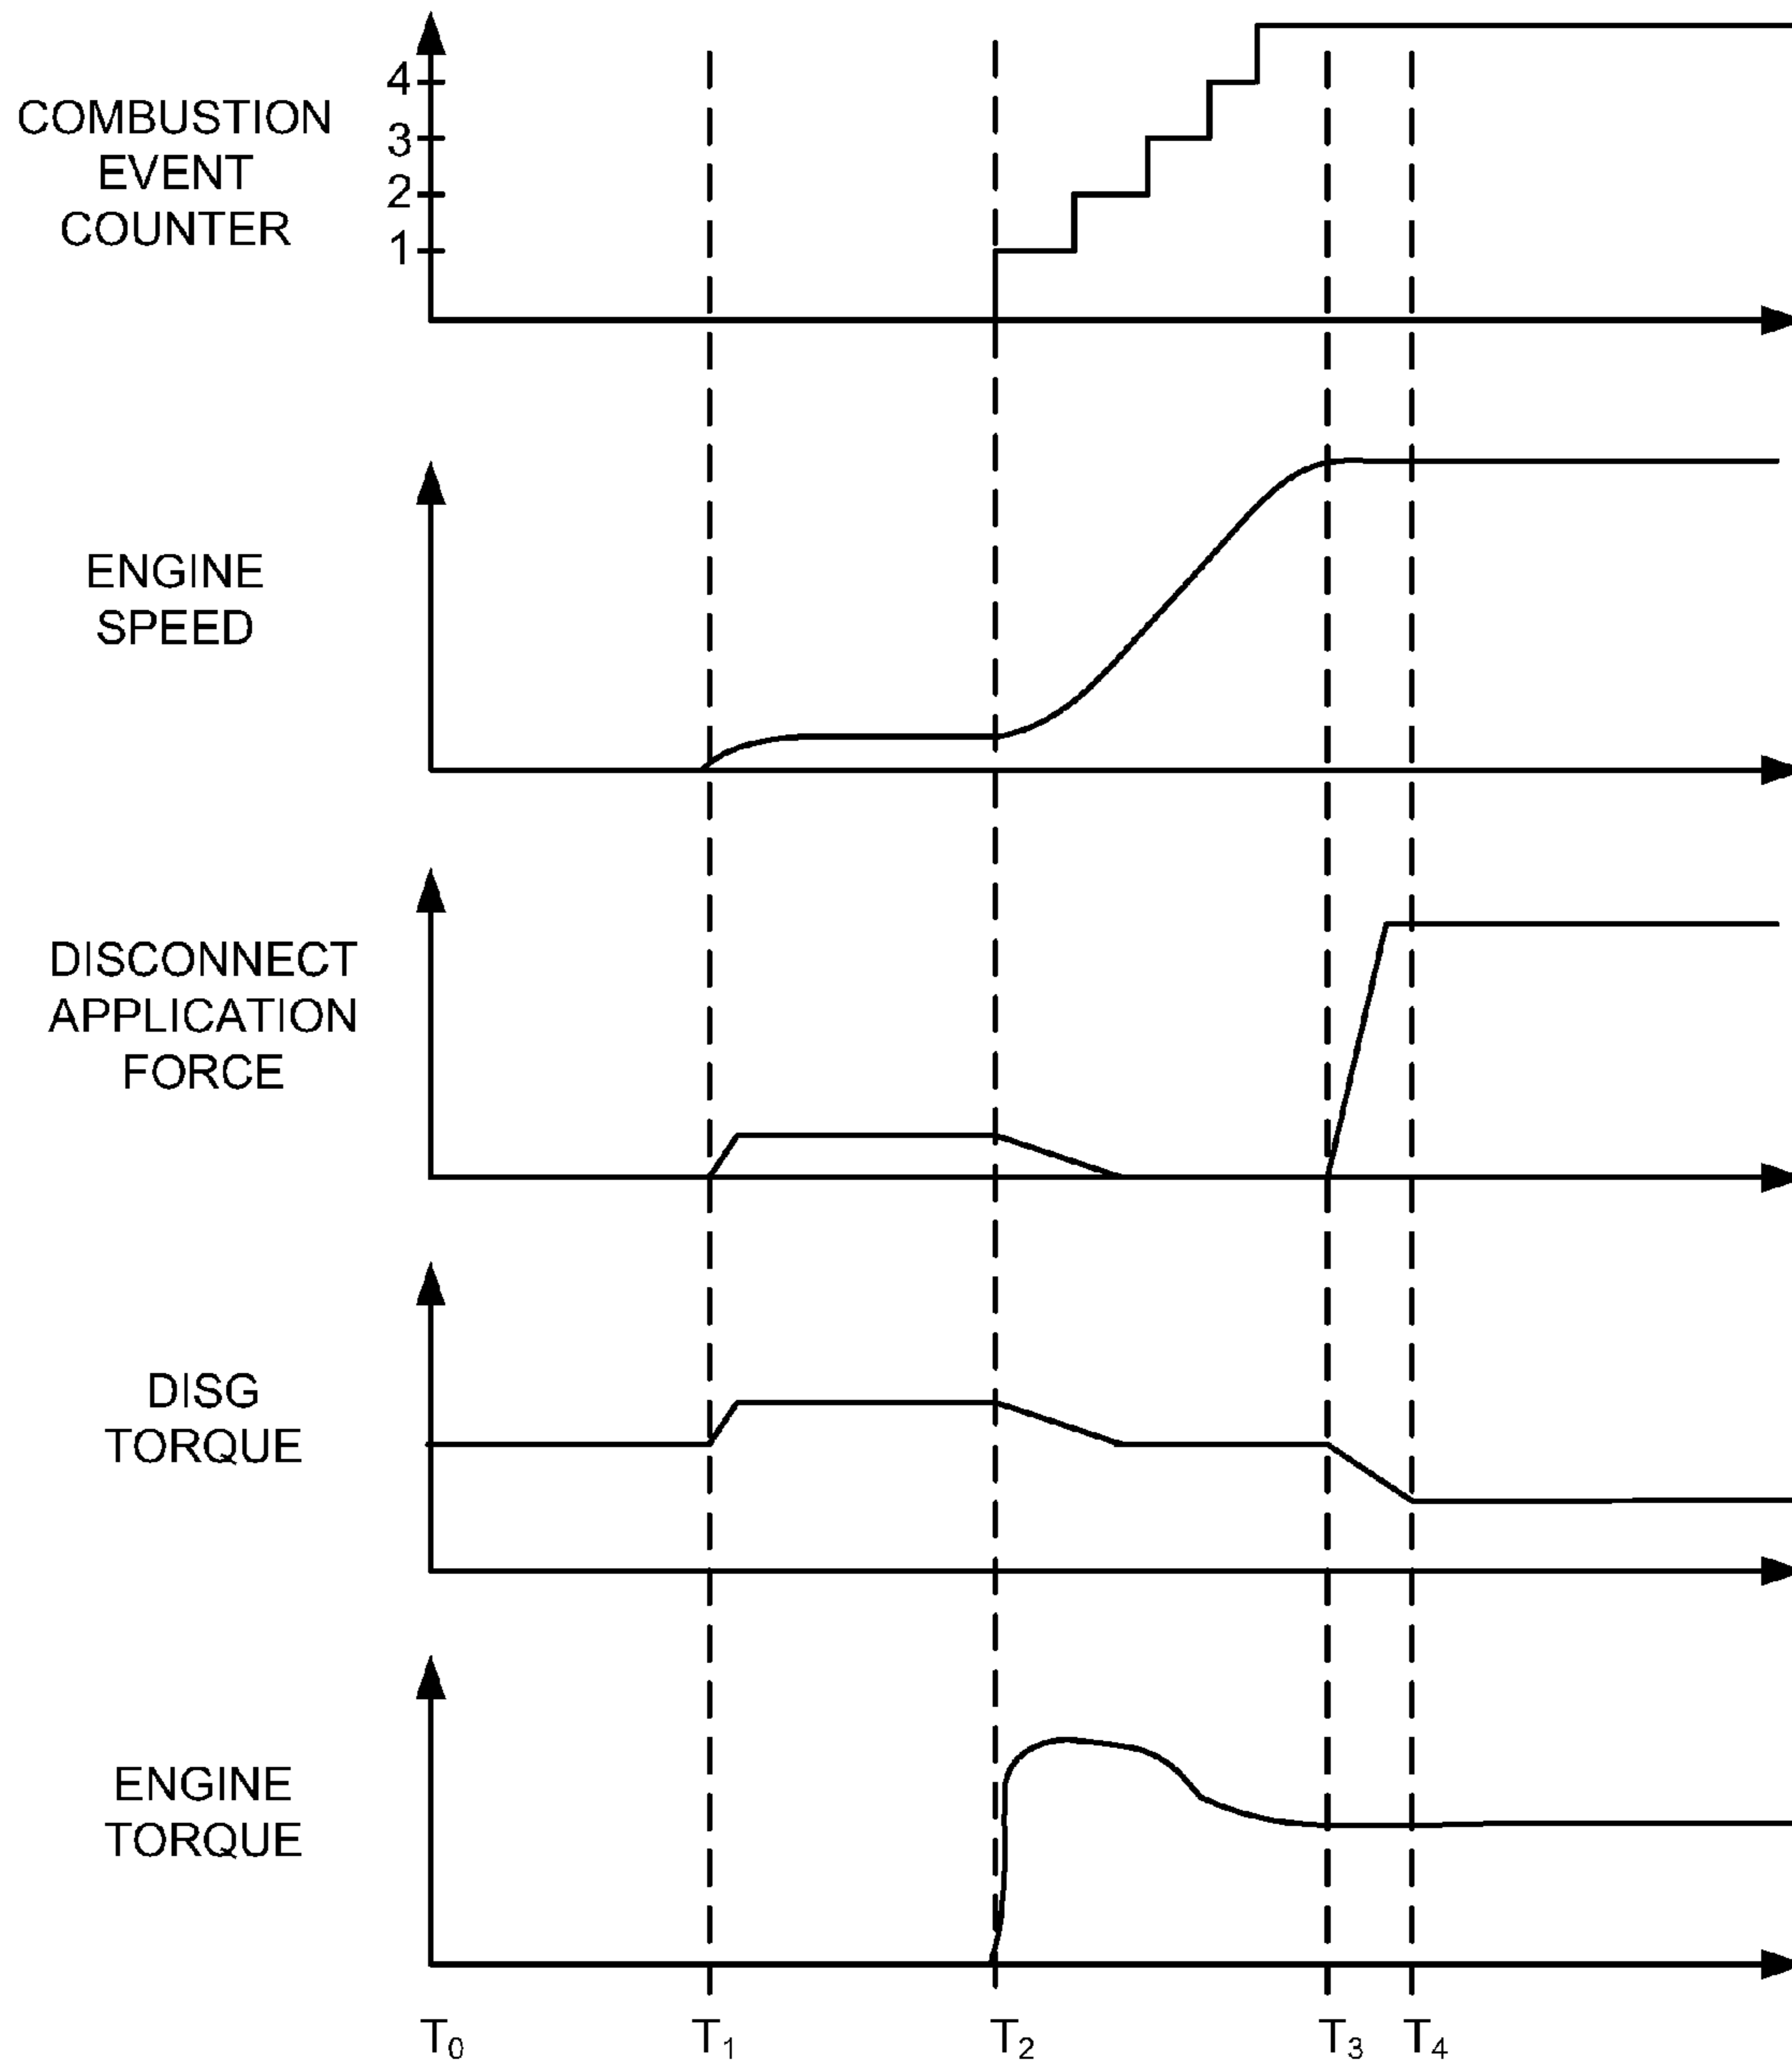 COMBUSTION
EVENT
COUNTER
4
3
2
1
ENGINE
SPEED
DISCONNECT
APPLICATION
FORCE
DISG
TORQUE
ENGINE
TORQUE
T0 T1 T2 T3 T4